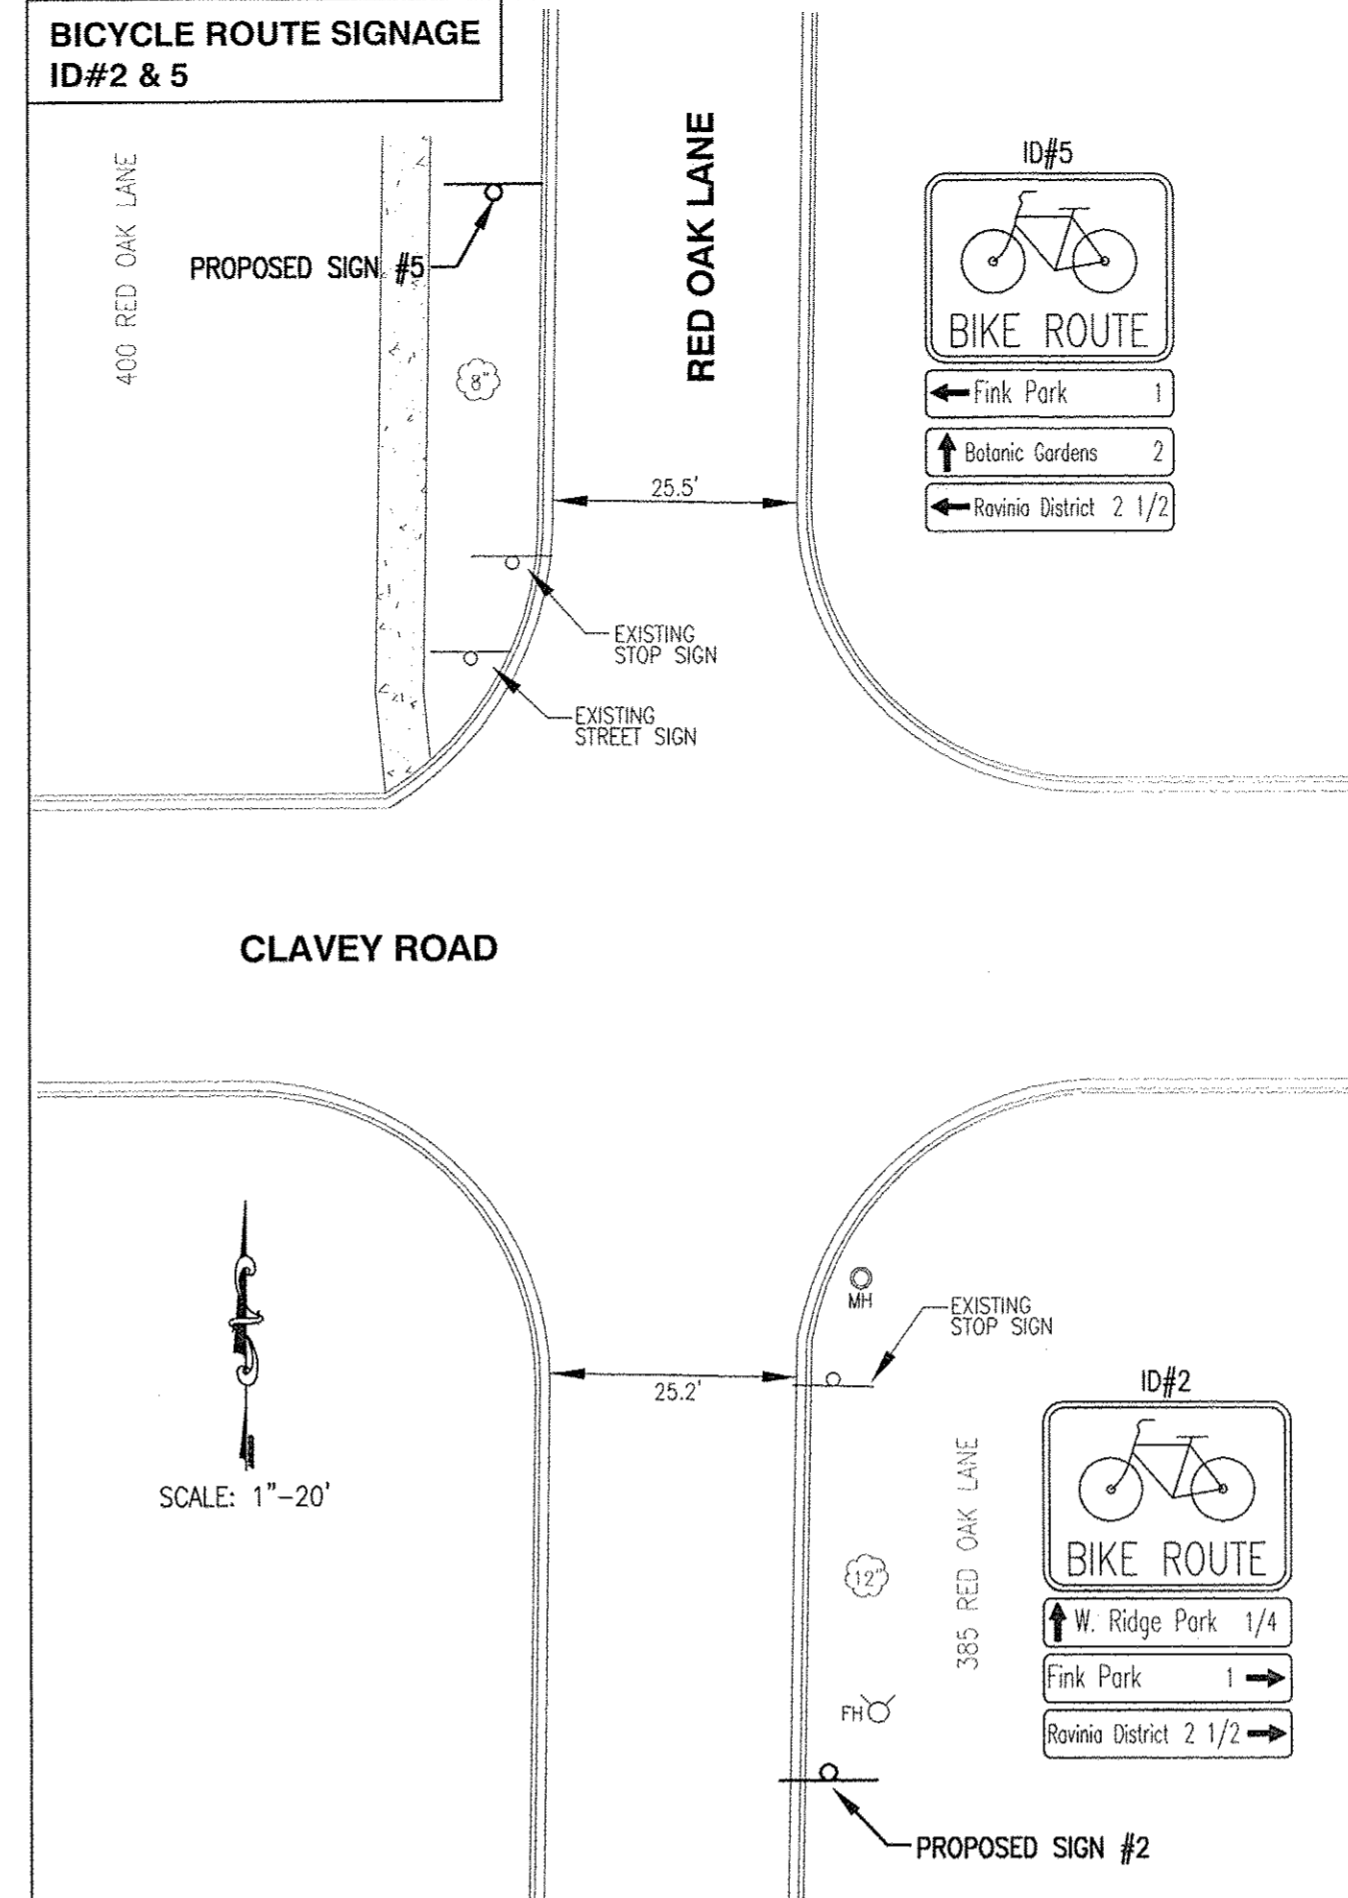 BICYCLE ROUTE SIGNAGE
ID#2 & 5
400 RED OAK LANE
PROPOSED SIGN #5
RED OAK LANE
ID#5
BIKE ROUTE
Fink Park 1
Botanic Gardens 2
Ravinia District 2 1/2
8"
25.5'
EXISTING
STOP SIGN
EXISTING
STREET SIGN
CLAVEY ROAD
MH
EXISTING
STOP SIGN
25.2'
SCALE: 1"-20'
12"
385 RED OAK LANE
ID#2
BIKE ROUTE
W. Ridge Park 1/4
Fink Park 1
Ravinia District 2 1/2
FH
PROPOSED SIGN #2